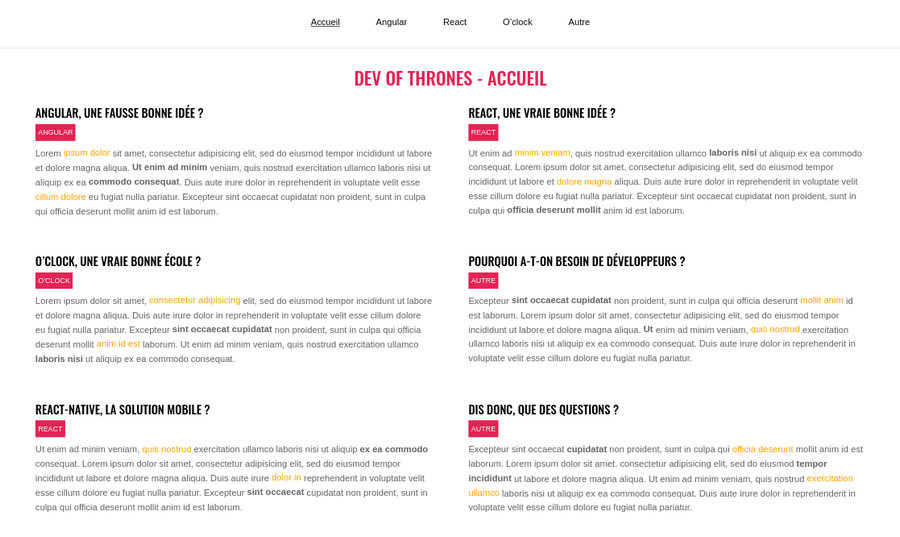 Accueil Angular React O'clock Autre
DEV OF THRONES - ACCUEIL
ANGULAR, UNE FAUSSE BONNE IDÉE ?
ANGULAR
Lorem ipsum dolor sit amet, consectetur adipisicing elit, sed do eiusmod tempor incididunt ut labore
et dolore magna aliqua. Ut enim ad minim veniam, quis nostrud exercitation ullamco laboris nisi ut
aliquip ex ea commodo consequat. Duis aute irure dolor in reprehenderit in voluptate velit esse
cillum dolore eu fugiat nulla pariatur. Excepteur sint occaecat cupidatat non proident, sunt in culpa
qui officia deserunt mollit anim id est laborum.
REACT, UNE VRAIE BONNE IDÉE ?
REACT
Ut enim ad minim veniam, quis nostrud exercitation ullamco laboris nisi ut aliquip ex ea commodo
consequat. Lorem ipsum dolor sit amet, consectetur adipisicing elit, sed do eiusmod tempor
incididunt ut labore et dolore magna aliqua. Duis aute irure dolor in reprehenderit in voluptate velit
esse cillum dolore eu fugiat nulla pariatur. Excepteur sint occaecat cupidatat non proident, sunt in
culpa qui officia deserunt mollit anim id est laborum.
O'CLOCK, UNE VRAIE BONNE ÉCOLE ?
O'CLOCK
Lorem ipsum dolor sit amet, consectetur adipisicing elit, sed do eiusmod tempor incididunt ut labore
et dolore magna aliqua. Duis aute irure dolor in reprehenderit in voluptate velit esse cillum dolore
eu fugiat nulla pariatur. Excepteur sint occaecat cupidatat non proident, sunt in culpa qui officia
deserunt mollit anim id est laborum. Ut enim ad minim veniam, quis nostrud exercitation ullamco
laboris nisi ut aliquip ex ea commodo consequat.
POURQUOI A-T-ON BESOIN DE DÉVELOPPEURS ?
AUTRE
Excepteur sint occaecat cupidatat non proident, sunt in culpa qui officia deserunt mollit anim id
est laborum. Lorem ipsum dolor sit amet, consectetur adipisicing elit, sed do eiusmod tempor
incididunt ut labore et dolore magna aliqua. Ut enim ad minim veniam, quis nostrud exercitation
ullamco laboris nisi ut aliquip ex ea commodo consequat. Duis aute irure dolor in reprehenderit in
voluptate velit esse cillum dolore eu fugiat nulla pariatur.
REACT-NATIVE, LA SOLUTION MOBILE ?
REACT
Ut enim ad minim veniam, quis nostrud exercitation ullamco laboris nisi ut aliquip ex ea commodo
consequat. Lorem ipsum dolor sit amet, consectetur adipisicing elit, sed do eiusmod tempor
incididunt ut labore et dolore magna aliqua. Duis aute irure dolor in reprehenderit in voluptate velit
esse cillum dolore eu fugiat nulla pariatur. Excepteur sint occaecat cupidatat non proident, sunt in
culpa qui officia deserunt mollit anim id est laborum.
DIS DONC, QUE DES QUESTIONS ?
AUTRE
Excepteur sint occaecat cupidatat non proident, sunt in culpa qui officia deserunt mollit anim id est
laborum. Lorem ipsum dolor sit amet. consectetur adipisicing elit, sed do eiusmod tempor
incididunt ut labore et dolore magna aliqua. Ut enim ad minim veniam, quis nostrud exercitation
ullamco laboris nisi ut aliquip ex ea commodo consequat. Duis aute irure dolor in reprehenderit in
voluptate velit esse cillum dolore eu fugiat nulla pariatur.